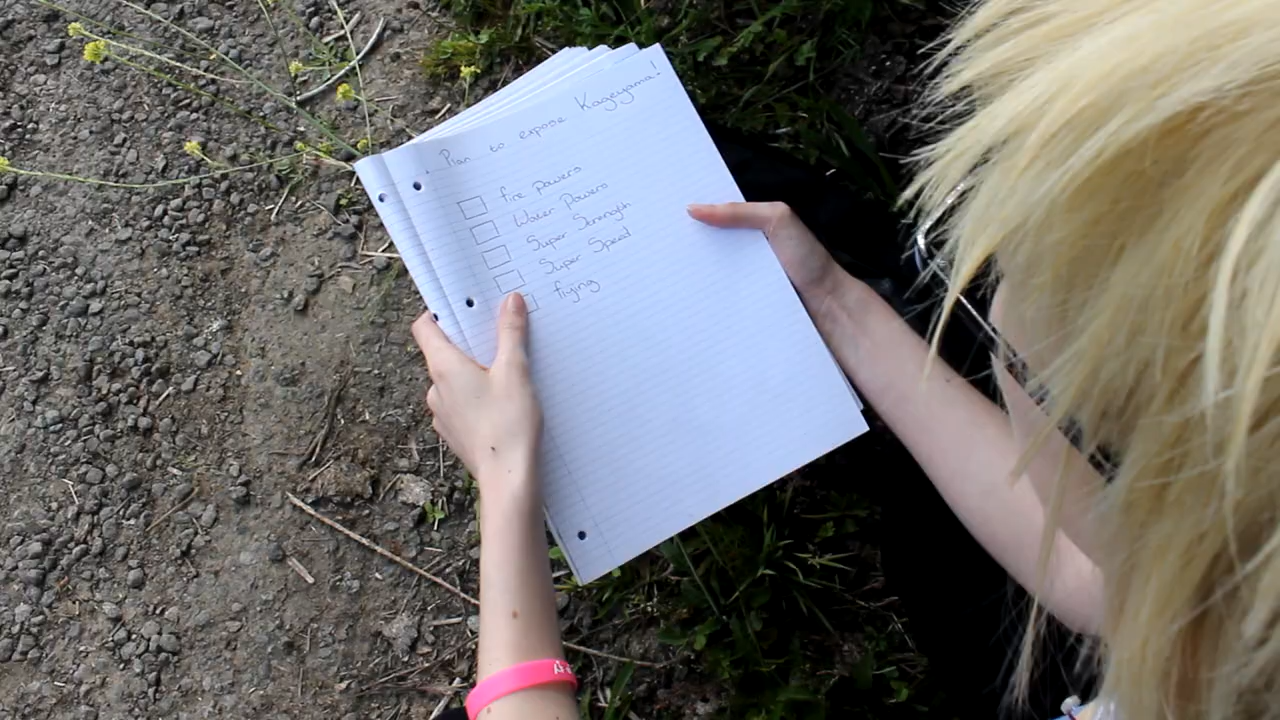 Plan to expose Kageyama!
fire powers
Water Powers
Super Strength
Super Speed
flying